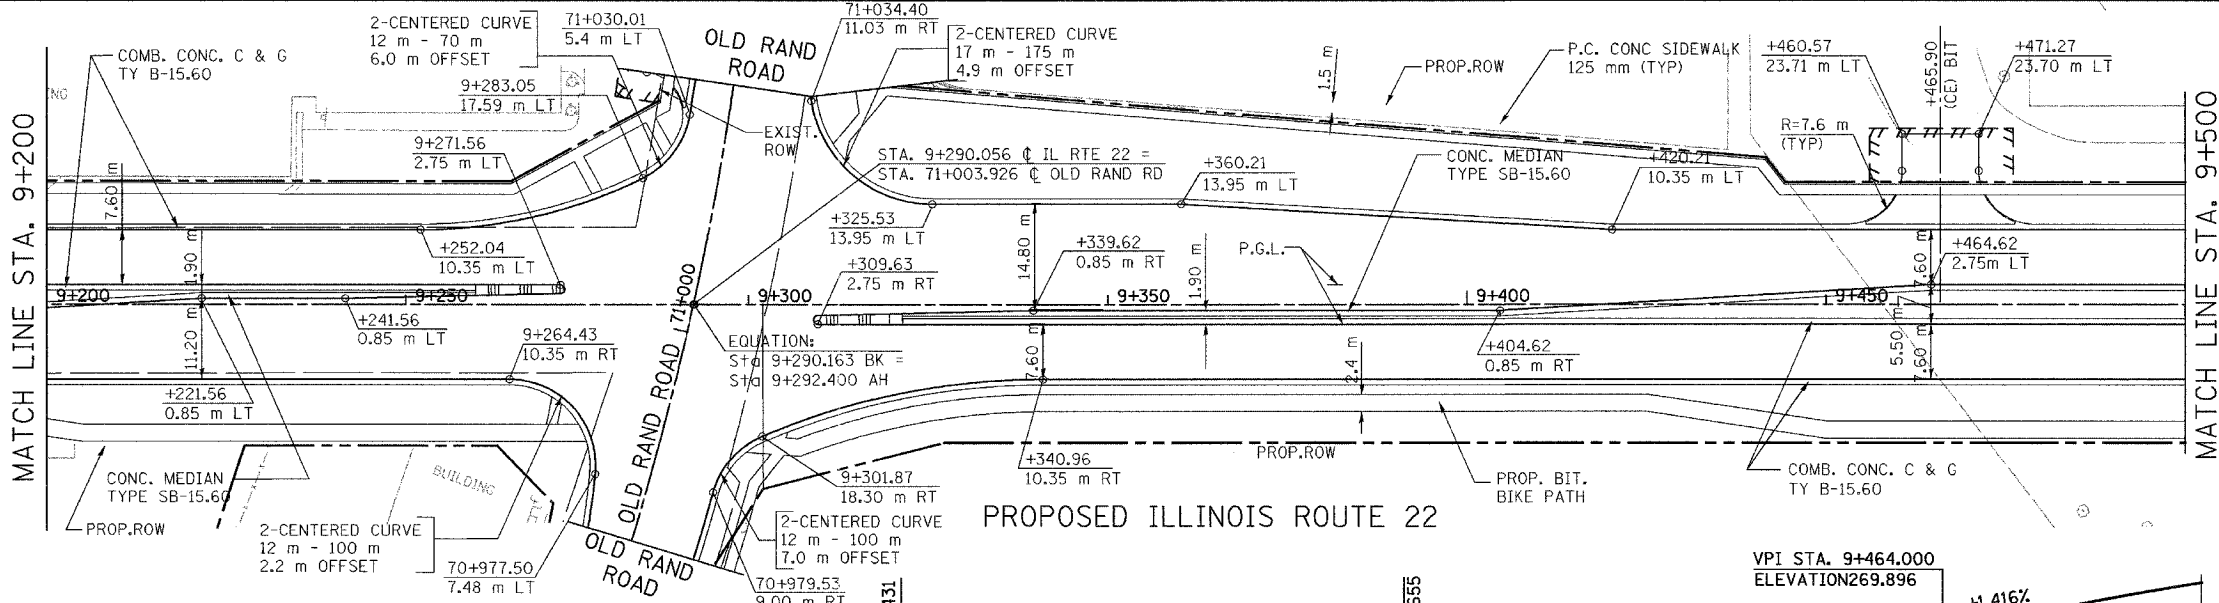 MATCH LINE STA. 9+200
COMB. CONC. C & G
TY B-15.60
2-CENTERED CURVE
12 m - 70 m
6.0 m OFFSET
71+030.01
5.4 m LT
9+283.05
17.59 m LT
9+271.56
2.75 m LT
OLD RAND
ROAD
71+034.40
11.03 m RT
2-CENTERED CURVE
17 m - 175 m
4.9 m OFFSET
EXIST.
ROW
1.5 m
PROP.ROW
P.C. CONC SIDEWALK
125 mm (TYP)
+460.57
23.71 m LT
+465.90
(CE) BIT
+471.27
23.70 m LT
R=7.6 m
(TYP)
STA. 9+290.056 ℄ IL RTE 22 =
STA. 71+003.926 ℄ OLD RAND RD
+360.21
13.95 m LT
CONC. MEDIAN
TYPE SB-15.60
+420.21
10.35 m LT
7.60 m
1.90 m
+252.04
10.35 m LT
+325.53
13.95 m LT
14.80 m
+339.62
0.85 m RT
1.90 m
P.G.L.
7.60 m
+464.62
2.75m LT
+309.63
2.75 m RT
9+200
9+250
71+000
9+300
9+350
9+400
9+450
+241.56
0.85 m LT
11.20 m
9+264.43
10.35 m RT
EQUATION:
Sta 9+290.163 BK =
Sta 9+292.400 AH
7.60 m
2.4 m
+404.62
0.85 m RT
5.50 m
7.60 m
+221.56
0.85 m LT
OLD RAND ROAD
CONC. MEDIAN
TYPE SB-15.60
BUILDING
PROP.ROW
2-CENTERED CURVE
12 m - 100 m
2.2 m OFFSET
70+977.50
7.48 m LT
OLD RAND
ROAD
9+301.87
18.30 m RT
2-CENTERED CURVE
12 m - 100 m
7.0 m OFFSET
70+979.53
9.00 m RT
+340.96
10.35 m RT
PROP.ROW
PROP. BIT.
BIKE PATH
COMB. CONC. C & G
TY B-15.60
MATCH LINE STA. 9+500
PROPOSED ILLINOIS ROUTE 22
VPI STA. 9+464.000
ELEVATION269.896